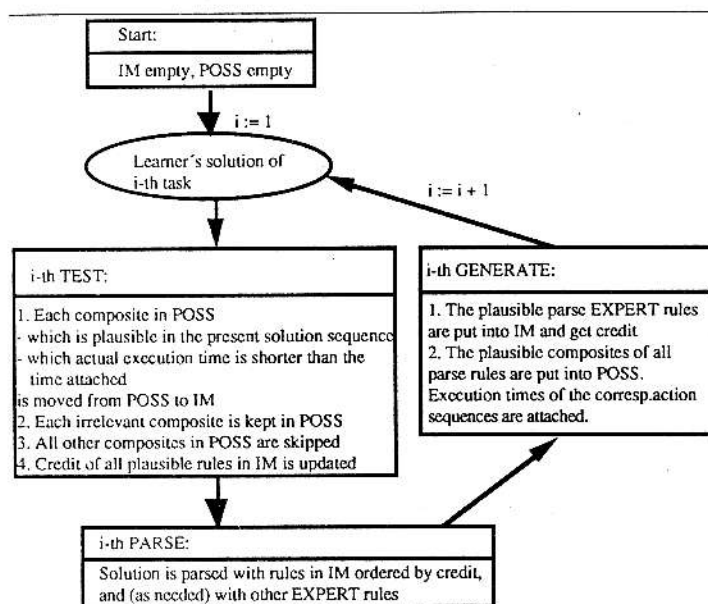 Start:
IM empty, POSS empty
i := 1
Learner´s solution of
i-th task
i := i + 1
i-th TEST:
1. Each composite in POSS
- which is plausible in the present solution sequence
- which actual execution time is shorter than the
time attached
is moved from POSS to IM
2. Each irrelevant composite is kept in POSS
3. All other composites in POSS are skipped
4. Credit of all plausible rules in IM is updated
i-th GENERATE:
1. The plausible parse EXPERT rules
are put into IM and get credit
2. The plausible composites of all
parse rules are put into POSS.
Execution times of the corresp.action
sequences are attached.
i-th PARSE:
Solution is parsed with rules in IM ordered by credit,
and (as needed) with other EXPERT rules